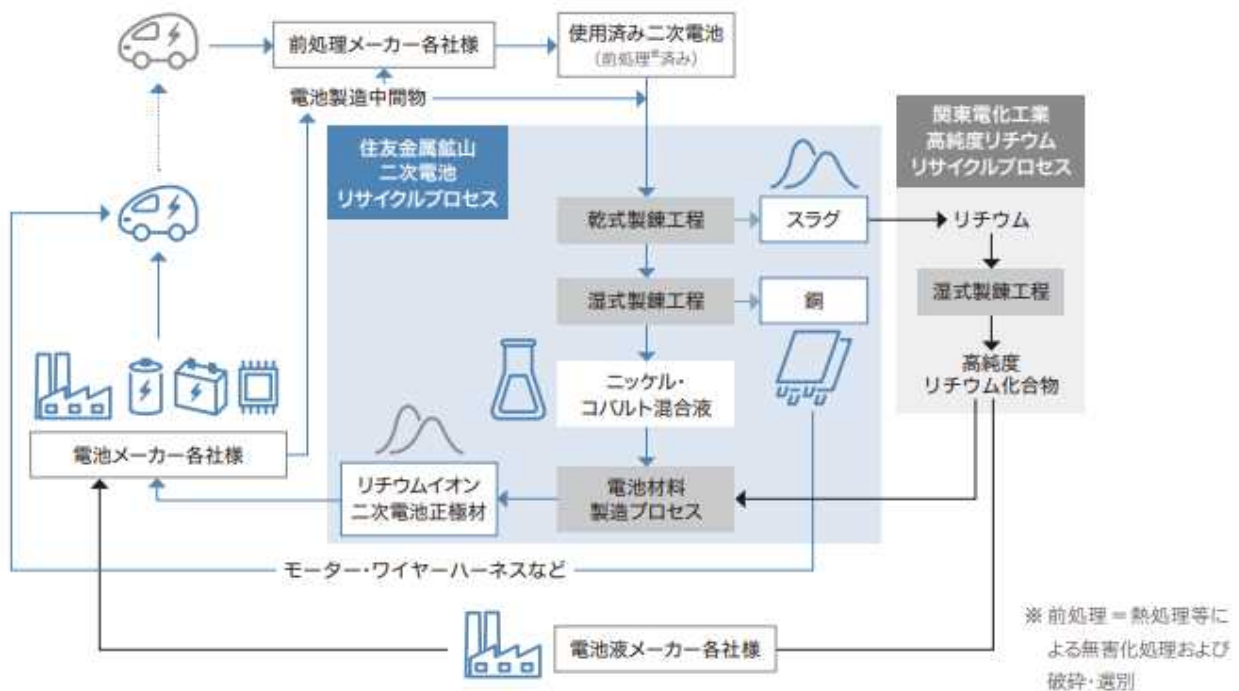 前処理メーカー各社様
使用済み二次電池
(前処理※済み)
電池製造中間物
住友金属鉱山
二次電池
リサイクルプロセス
関東電化工業
高純度リチウム
リサイクルプロセス
乾式製錬工程
スラグ
リチウム
湿式製錬工程
銅
湿式製錬工程
ニッケル・
コバルト混合液
高純度
リチウム化合物
電池メーカー各社様
リチウムイオン
二次電池正極材
電池材料
製造プロセス
モーター・ワイヤーハーネスなど
電池液メーカー各社様
※ 前処理 = 熱処理等に
よる無害化処理および
破砕・選別